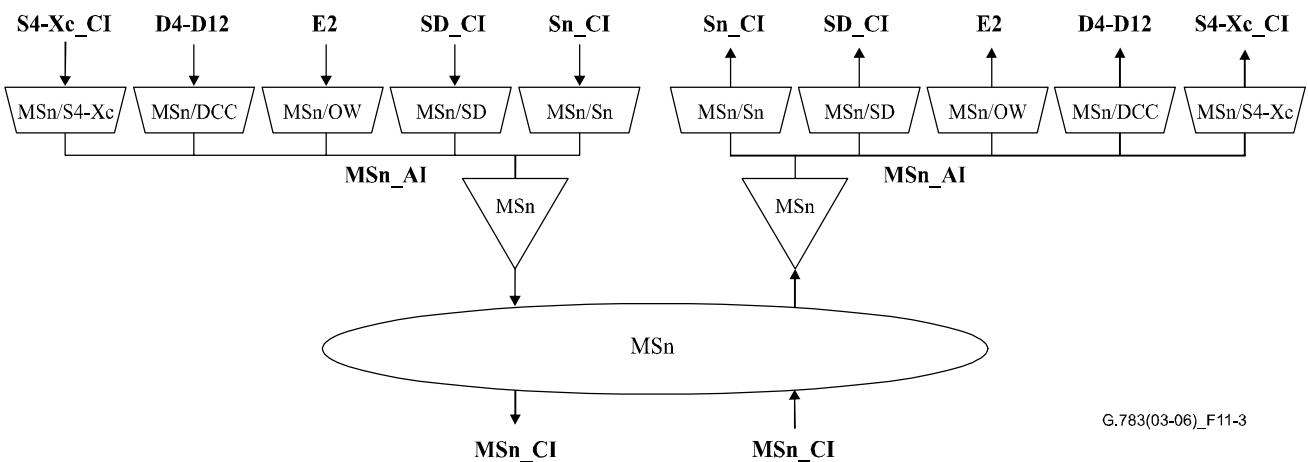 S4-Xc_CI D4-D12 E2 SD_CI Sn_CI Sn_CI SD_CI E2 D4-D12 S4-Xc_CI
MSn/S4-Xc MSn/DCC MSn/OW MSn/SD MSn/Sn MSn/Sn MSn/SD MSn/OW MSn/DCC MSn/S4-Xc
MSn_AI MSn_AI
MSn MSn
MSn
MSn_CI MSn_CI
G.783(03-06)_F11-3